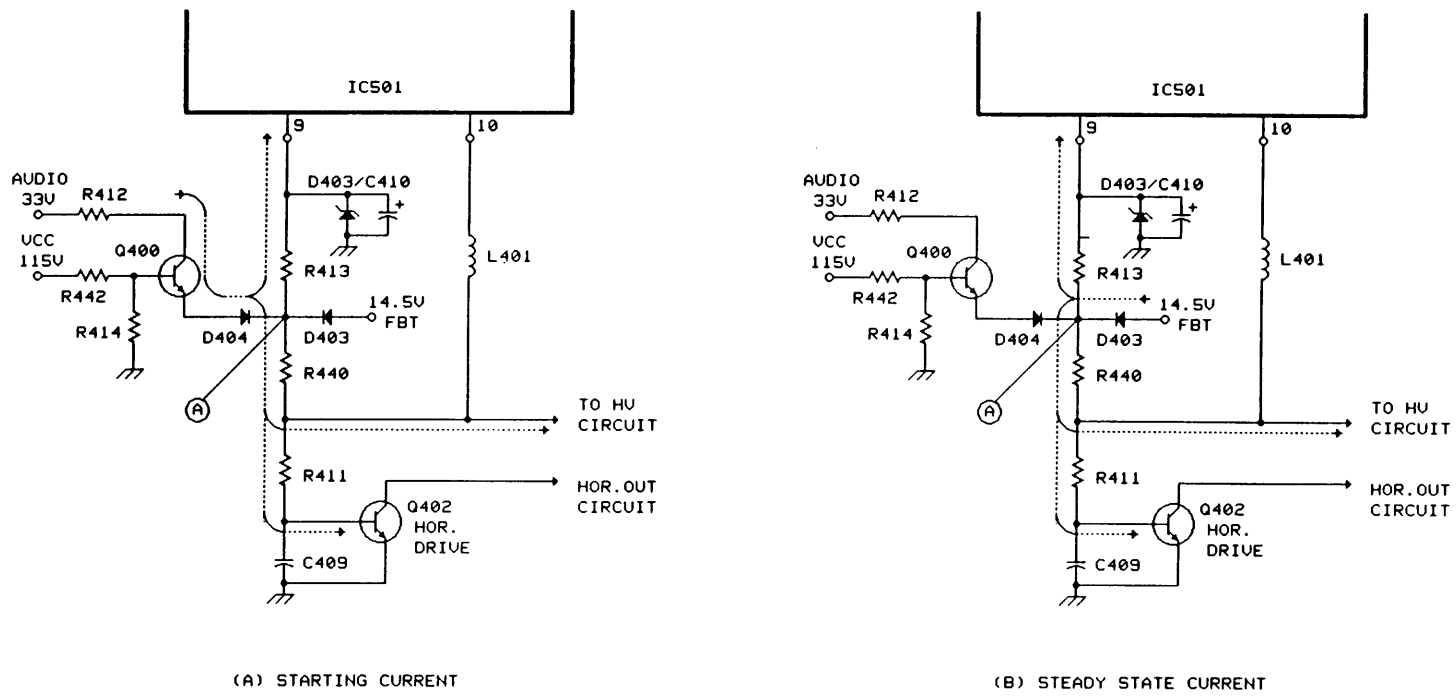 IC501
9
10
AUDIO
33V
R412
D403/C410
+
VCC
115V
Q400
R442
R413
L401
R414
14.5V
FBT
D404
D403
R440
A
TO HV
CIRCUIT
R411
HOR.OUT
CIRCUIT
Q402
HOR.
DRIVE
C409
(A) STARTING CURRENT
IC501
9
10
AUDIO
33V
R412
D403/C410
+
VCC
115V
Q400
R442
R413
L401
R414
14.5V
FBT
D404
D403
R440
A
TO HV
CIRCUIT
R411
HOR.OUT
CIRCUIT
Q402
HOR.
DRIVE
C409
(B) STEADY STATE CURRENT